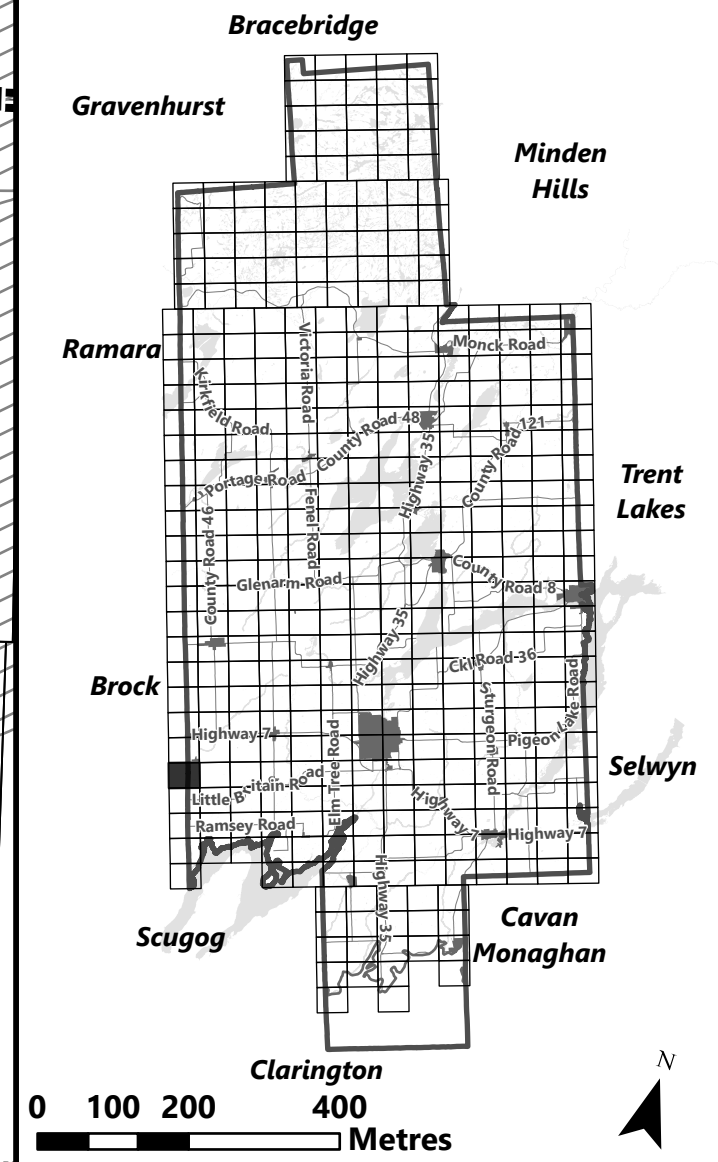 Bracebridge
Gravenhurst
Minden
Hills
Ramara
Monck Road
Victoria Road
Kirkfield Road
County Road 48
121
County Road
Highway 35
Portage Road
Trent
Lakes
Fenel Road
County Road 46
Glenarm Road
County Road 8
Highway 35
Ckl Road 36
Brock
Sturgeon Road
Pigeon Lake Road
Highway 7
Elm Tree Road
Selwyn
Little Britain Road
Highway 7
Ramsey Road
Highway 7
Highway 35
Scugog
Cavan
Monaghan
Clarington
N
0 100 200 400
Metres